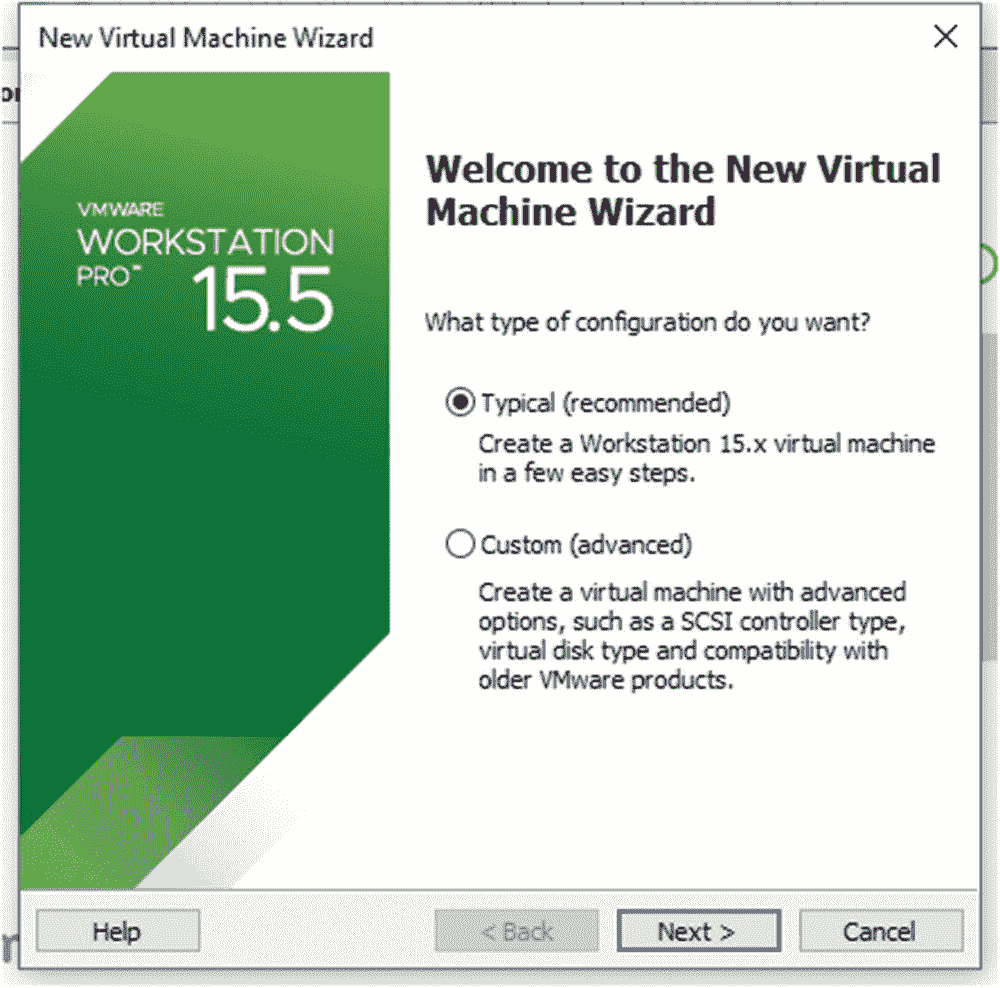 New Virtual Machine Wizard
VMWARE
WORKSTATION
PRO™
15.5
Welcome to the New Virtual
Machine Wizard
What type of configuration do you want?
Typical (recommended)
Create a Workstation 15.x virtual machine
in a few easy steps.
Custom (advanced)
Create a virtual machine with advanced
options, such as a SCSI controller type,
virtual disk type and compatibility with
older VMware products.
Help
< Back
Next >
Cancel